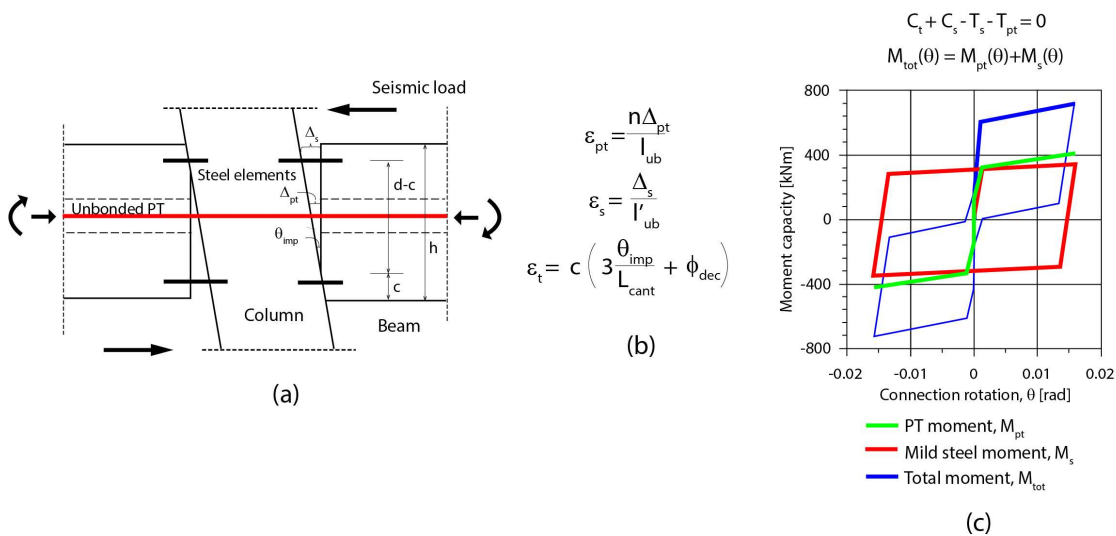 Seismic load
Δs
Steel elements
d-c
Unbonded PT
Δpt
θimp
h
c
Column
Beam
(a)
εpt = nΔpt / lub
εs = Δs / l'ub
εt = c ( 3 θimp / Lcant + ϕdec )
(b)
Ct + Cs - Ts - Tpt = 0
Mtot(θ) = Mpt(θ)+Ms(θ)
Moment capacity [kNm]
800
400
0
-400
-800
-0.02 -0.01 0 0.01 0.02
Connection rotation, θ [rad]
PT moment, Mpt
Mild steel moment, Ms
Total moment, Mtot
(c)